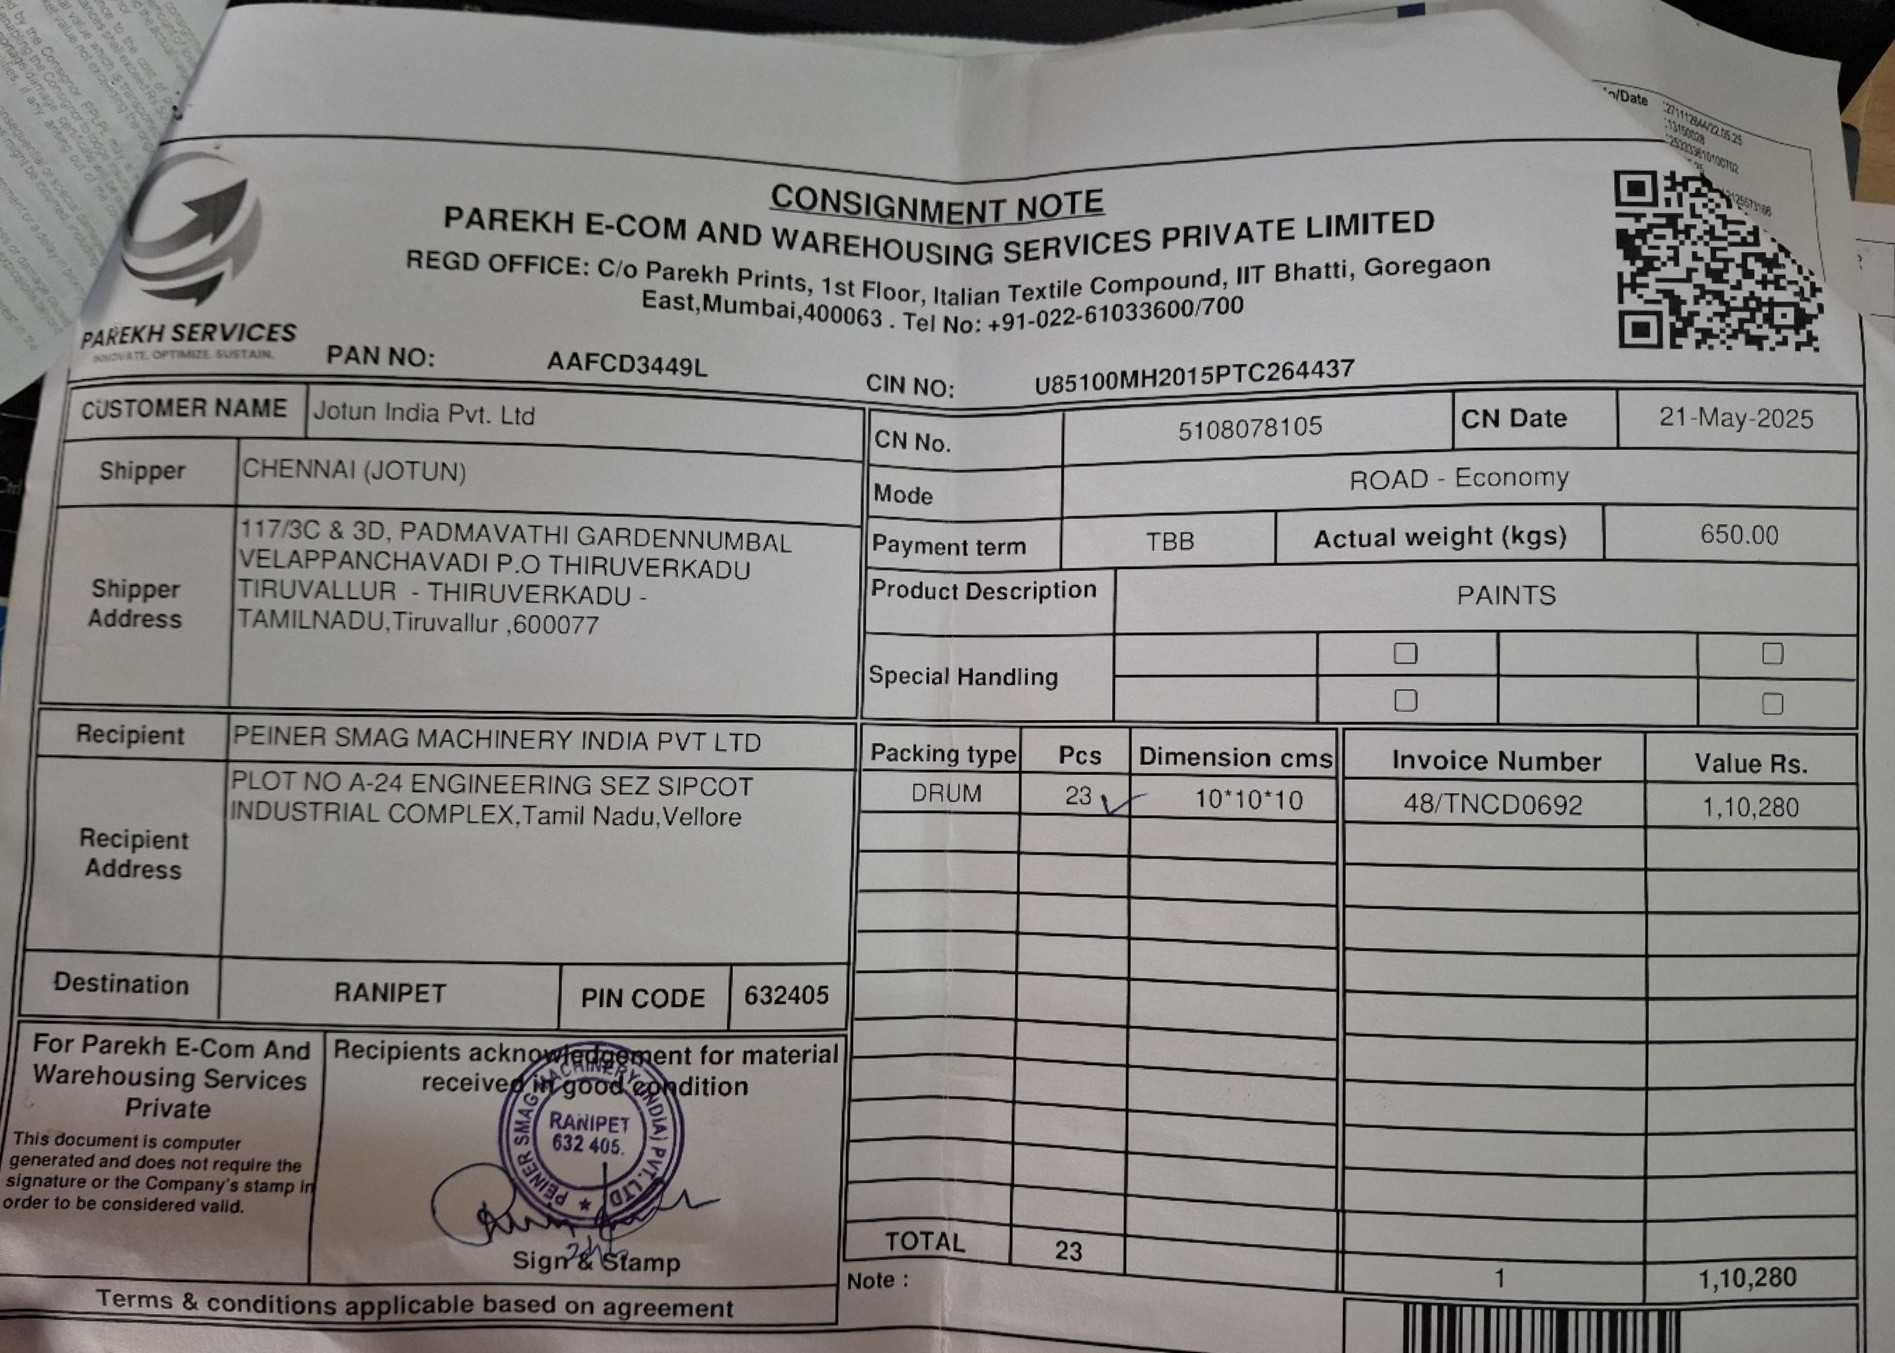 CONSIGNMENT NOTE
PAREKH E-COM AND WAREHOUSING SERVICES PRIVATE LIMITED
REGD OFFICE: C/o Parekh Prints, 1st Floor, Italian Textile Compound, IIT Bhatti, Goregaon
East,Mumbai,400063 . Tel No: +91-022-61033600/700
PAREKH SERVICES
INNOVATE. OPTIMIZE. SUSTAIN.
PAN NO: AAFCD3449L CIN NO: U85100MH2015PTC264437
CUSTOMER NAME Jotun India Pvt. Ltd
Shipper CHENNAI (JOTUN)
Shipper Address
117/3C & 3D, PADMAVATHI GARDENNUMBAL
VELAPPANCHAVADI P.O THIRUVERKADU
TIRUVALLUR - THIRUVERKADU -
TAMILNADU,Tiruvallur ,600077
Recipient PEINER SMAG MACHINERY INDIA PVT LTD
Recipient Address
PLOT NO A-24 ENGINEERING SEZ SIPCOT
INDUSTRIAL COMPLEX,Tamil Nadu,Vellore
Destination RANIPET PIN CODE 632405
For Parekh E-Com And
Warehousing Services
Private
This document is computer
generated and does not require the
signature or the Company's stamp in
order to be considered valid.
Recipients acknowledgement for material
received in good condition
PEINER SMAG MACHINERY (INDIA) PVT. LTD
RANIPET
632 405.
Sign & Stamp
Terms & conditions applicable based on agreement
CN No. 5108078105 CN Date 21-May-2025
Mode ROAD - Economy
Payment term TBB Actual weight (kgs) 650.00
Product Description PAINTS
Special Handling
Packing type Pcs Dimension cms Invoice Number Value Rs.
DRUM 23 10*10*10 48/TNCD0692 1,10,280
TOTAL 23 1 1,10,280
Note :